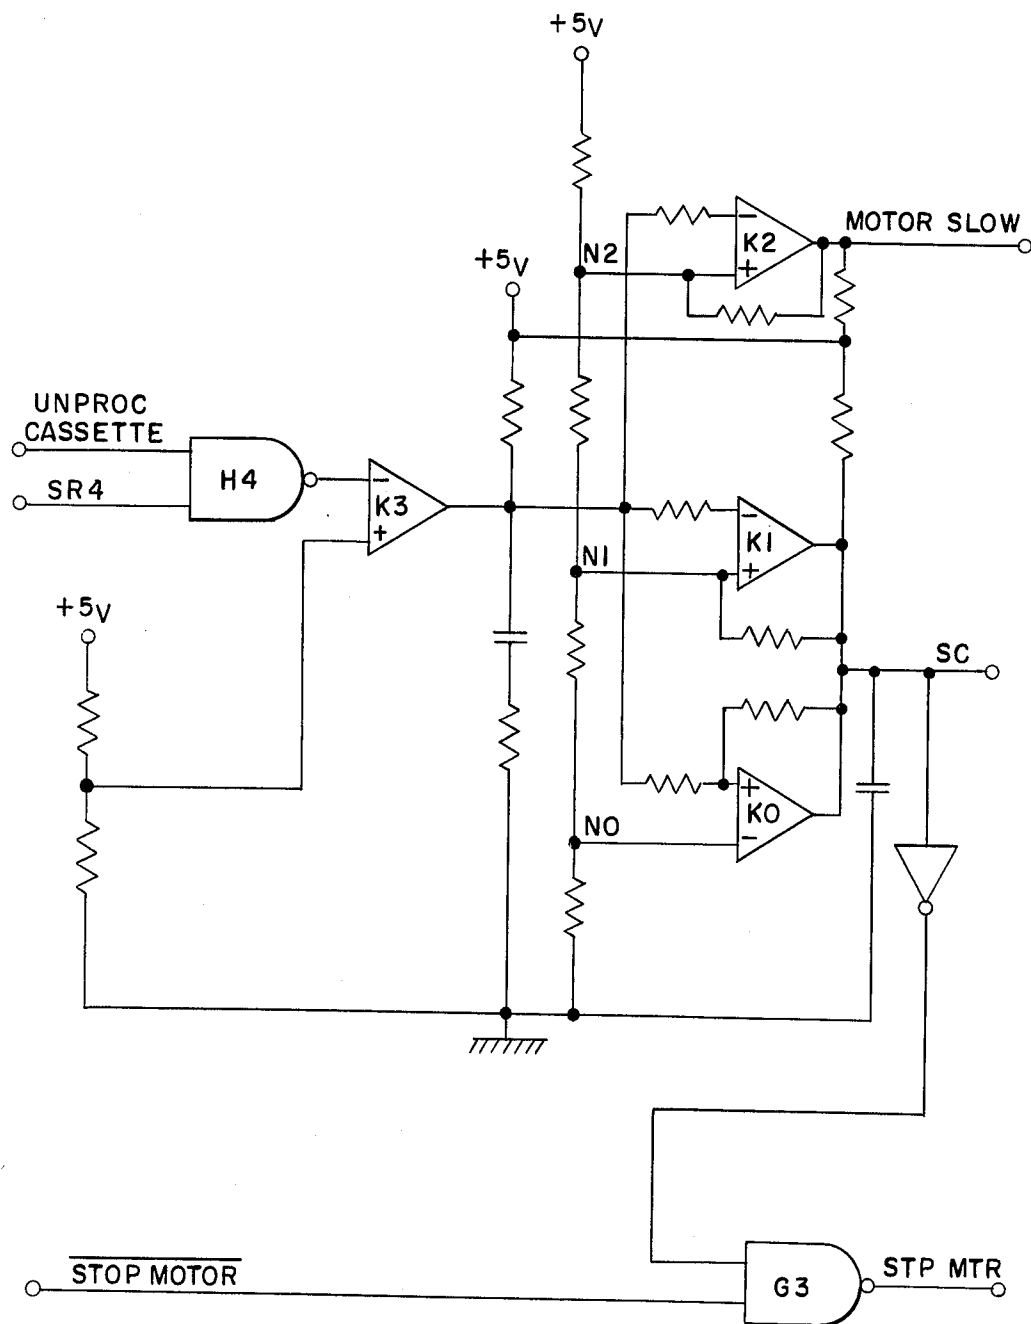 +5V
MOTOR SLOW
-
K2
+
N2
+5V
UNPROC
CASSETTE
H4
SR4
-
K3
+
-
K1
+
N1
+5V
SC
+
K0
-
N0
STOP MOTOR
G3
STP MTR